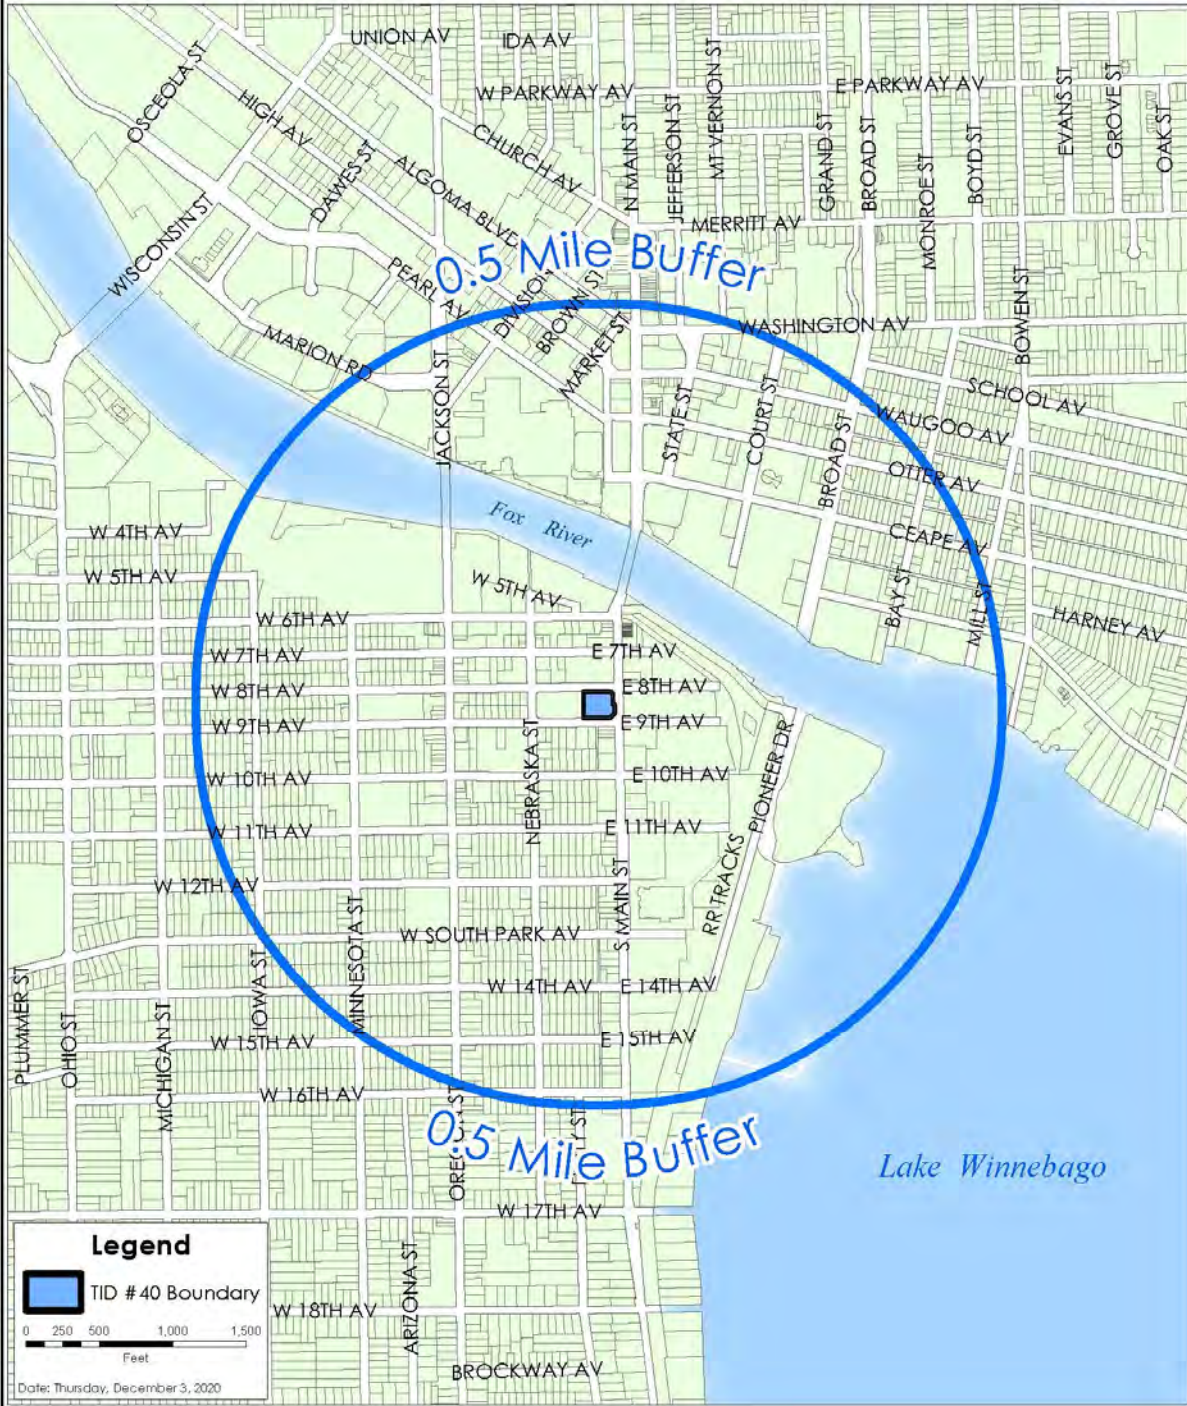 UNION AV
IDA AV
OSCEOLA ST
W PARKWAY AV
E PARKWAY AV
HIGH AV
N MAIN ST
JEFFERSON ST
MT VERNON ST
GRAND ST
BROAD ST
MONROE ST
BOYD ST
EVANS ST
GROVE ST
OAK ST
CHURCH AV
DAWES ST
ALGOMA BLVD
MERRITT AV
WISCONSIN ST
0.5 Mile Buffer
PEARL AV
DIVISION
BROWN ST
MARKET ST
WASHINGTON AV
BOWEN ST
MARION RD
JACKSON ST
STATE ST
COURT ST
BROAD ST
SCHOOL AV
WAUGOO AV
OTTER AV
CEAPE AV
Fox River
W 4TH AV
W 5TH AV
W 5TH AV
BAY ST
MILL ST
HARNEY AV
W 6TH AV
W 7TH AV
E 7TH AV
W 8TH AV
E 8TH AV
W 9TH AV
E 9TH AV
NEBRASKA ST
W 10TH AV
E 10TH AV
PIONEER DR
W 11TH AV
E 11TH AV
RR TRACKS
W 12TH AV
S MAIN ST
MINNESOTA ST
W SOUTH PARK AV
IOWA ST
W 14TH AV
E 14TH AV
PLUMMER ST
OHIO ST
MICHIGAN ST
W 15TH AV
E 15TH AV
W 16TH AV
0.5 Mile Buffer
Lake Winnebago
W 17TH AV
ARIZONA ST
W 18TH AV
BROCKWAY AV
Legend
TID #40 Boundary
0 250 500 1,000 1,500
Feet
Date: Thursday, December 3, 2020